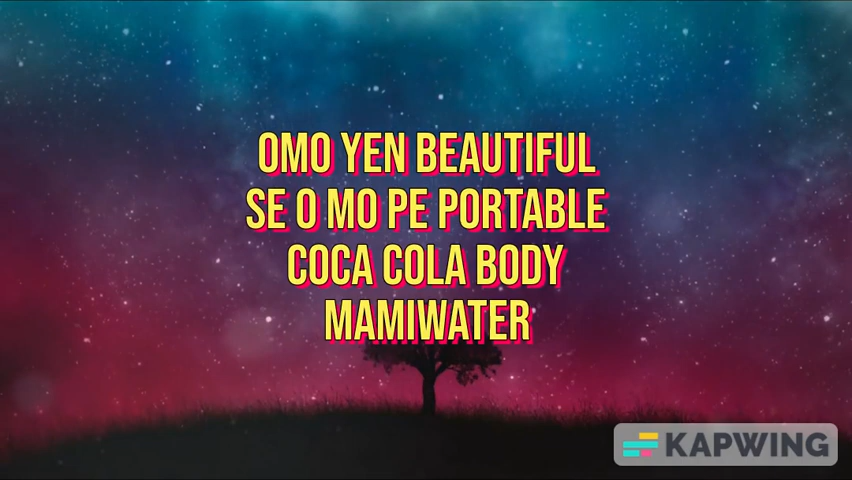 OMO YEN BEAUTIFUL
SE O MO PE PORTABLE
COCA COLA BODY
MAMIWATER
KAPWING